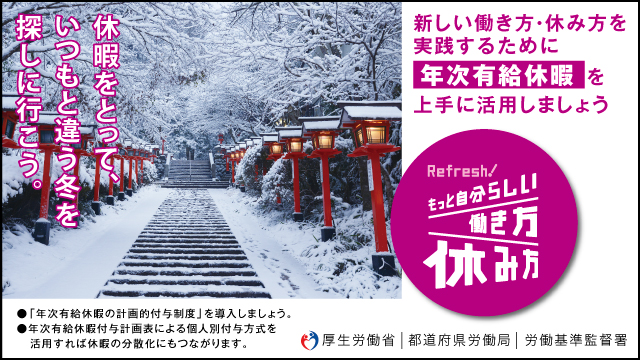 休暇をとって、
いつもと違う冬を
探しに行こう。
新しい働き方・休み方を
実践するために
年次有給休暇を
上手に活用しましょう
Refresh!
もっと自分らしい
働き方
休み方
●「年次有給休暇の計画的付与制度」を導入しましょう。
●年次有給休暇付与計画表による個人別付与方式を
活用すれば休暇の分散化にもつながります。
厚生労働省│都道府県労働局│労働基準監督署